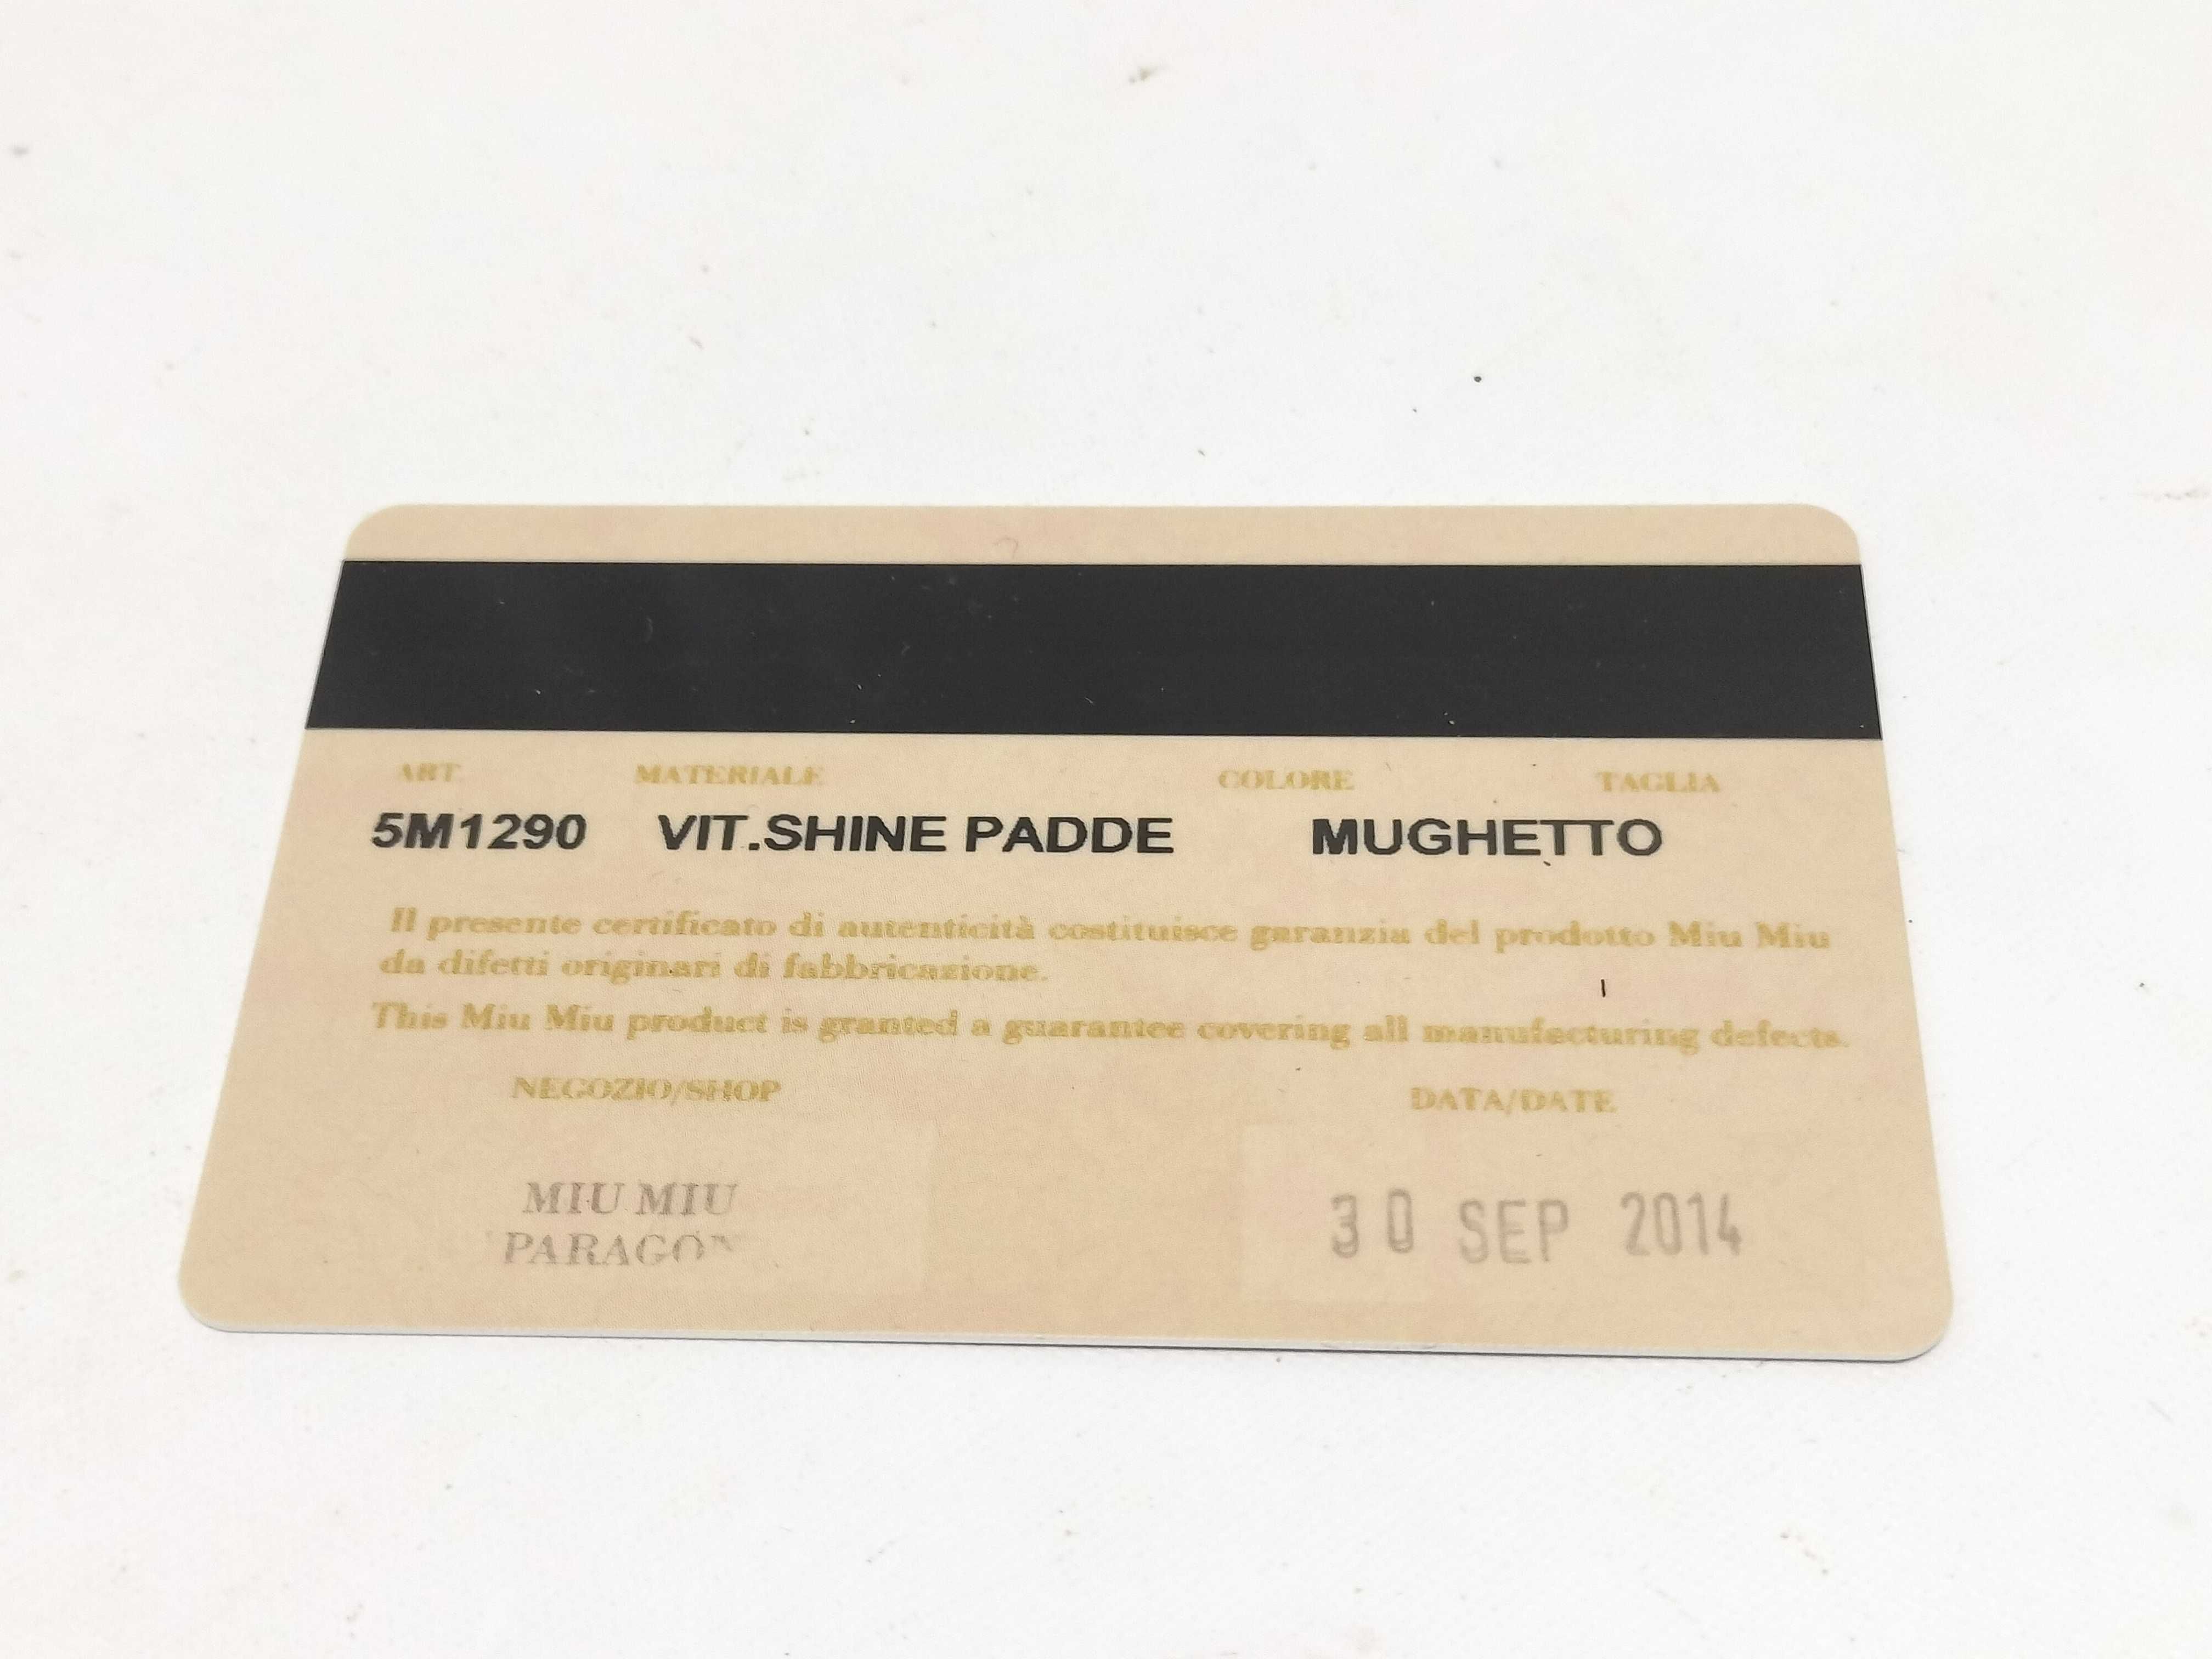 ART MATERIALE COLORE TAGLIA
5M1290 VIT.SHINE PADDE MUGHETTO
Il presente certificato di autenticità costituisce garanzia del prodotto Miu Miu
da difetti originari di fabbricazione.
This Miu Miu product is granted a guarantee covering all manufacturing defects.
NEGOZIO/SHOP DATA/DATE
MIU MIU
PARAGON
30 SEP 2014